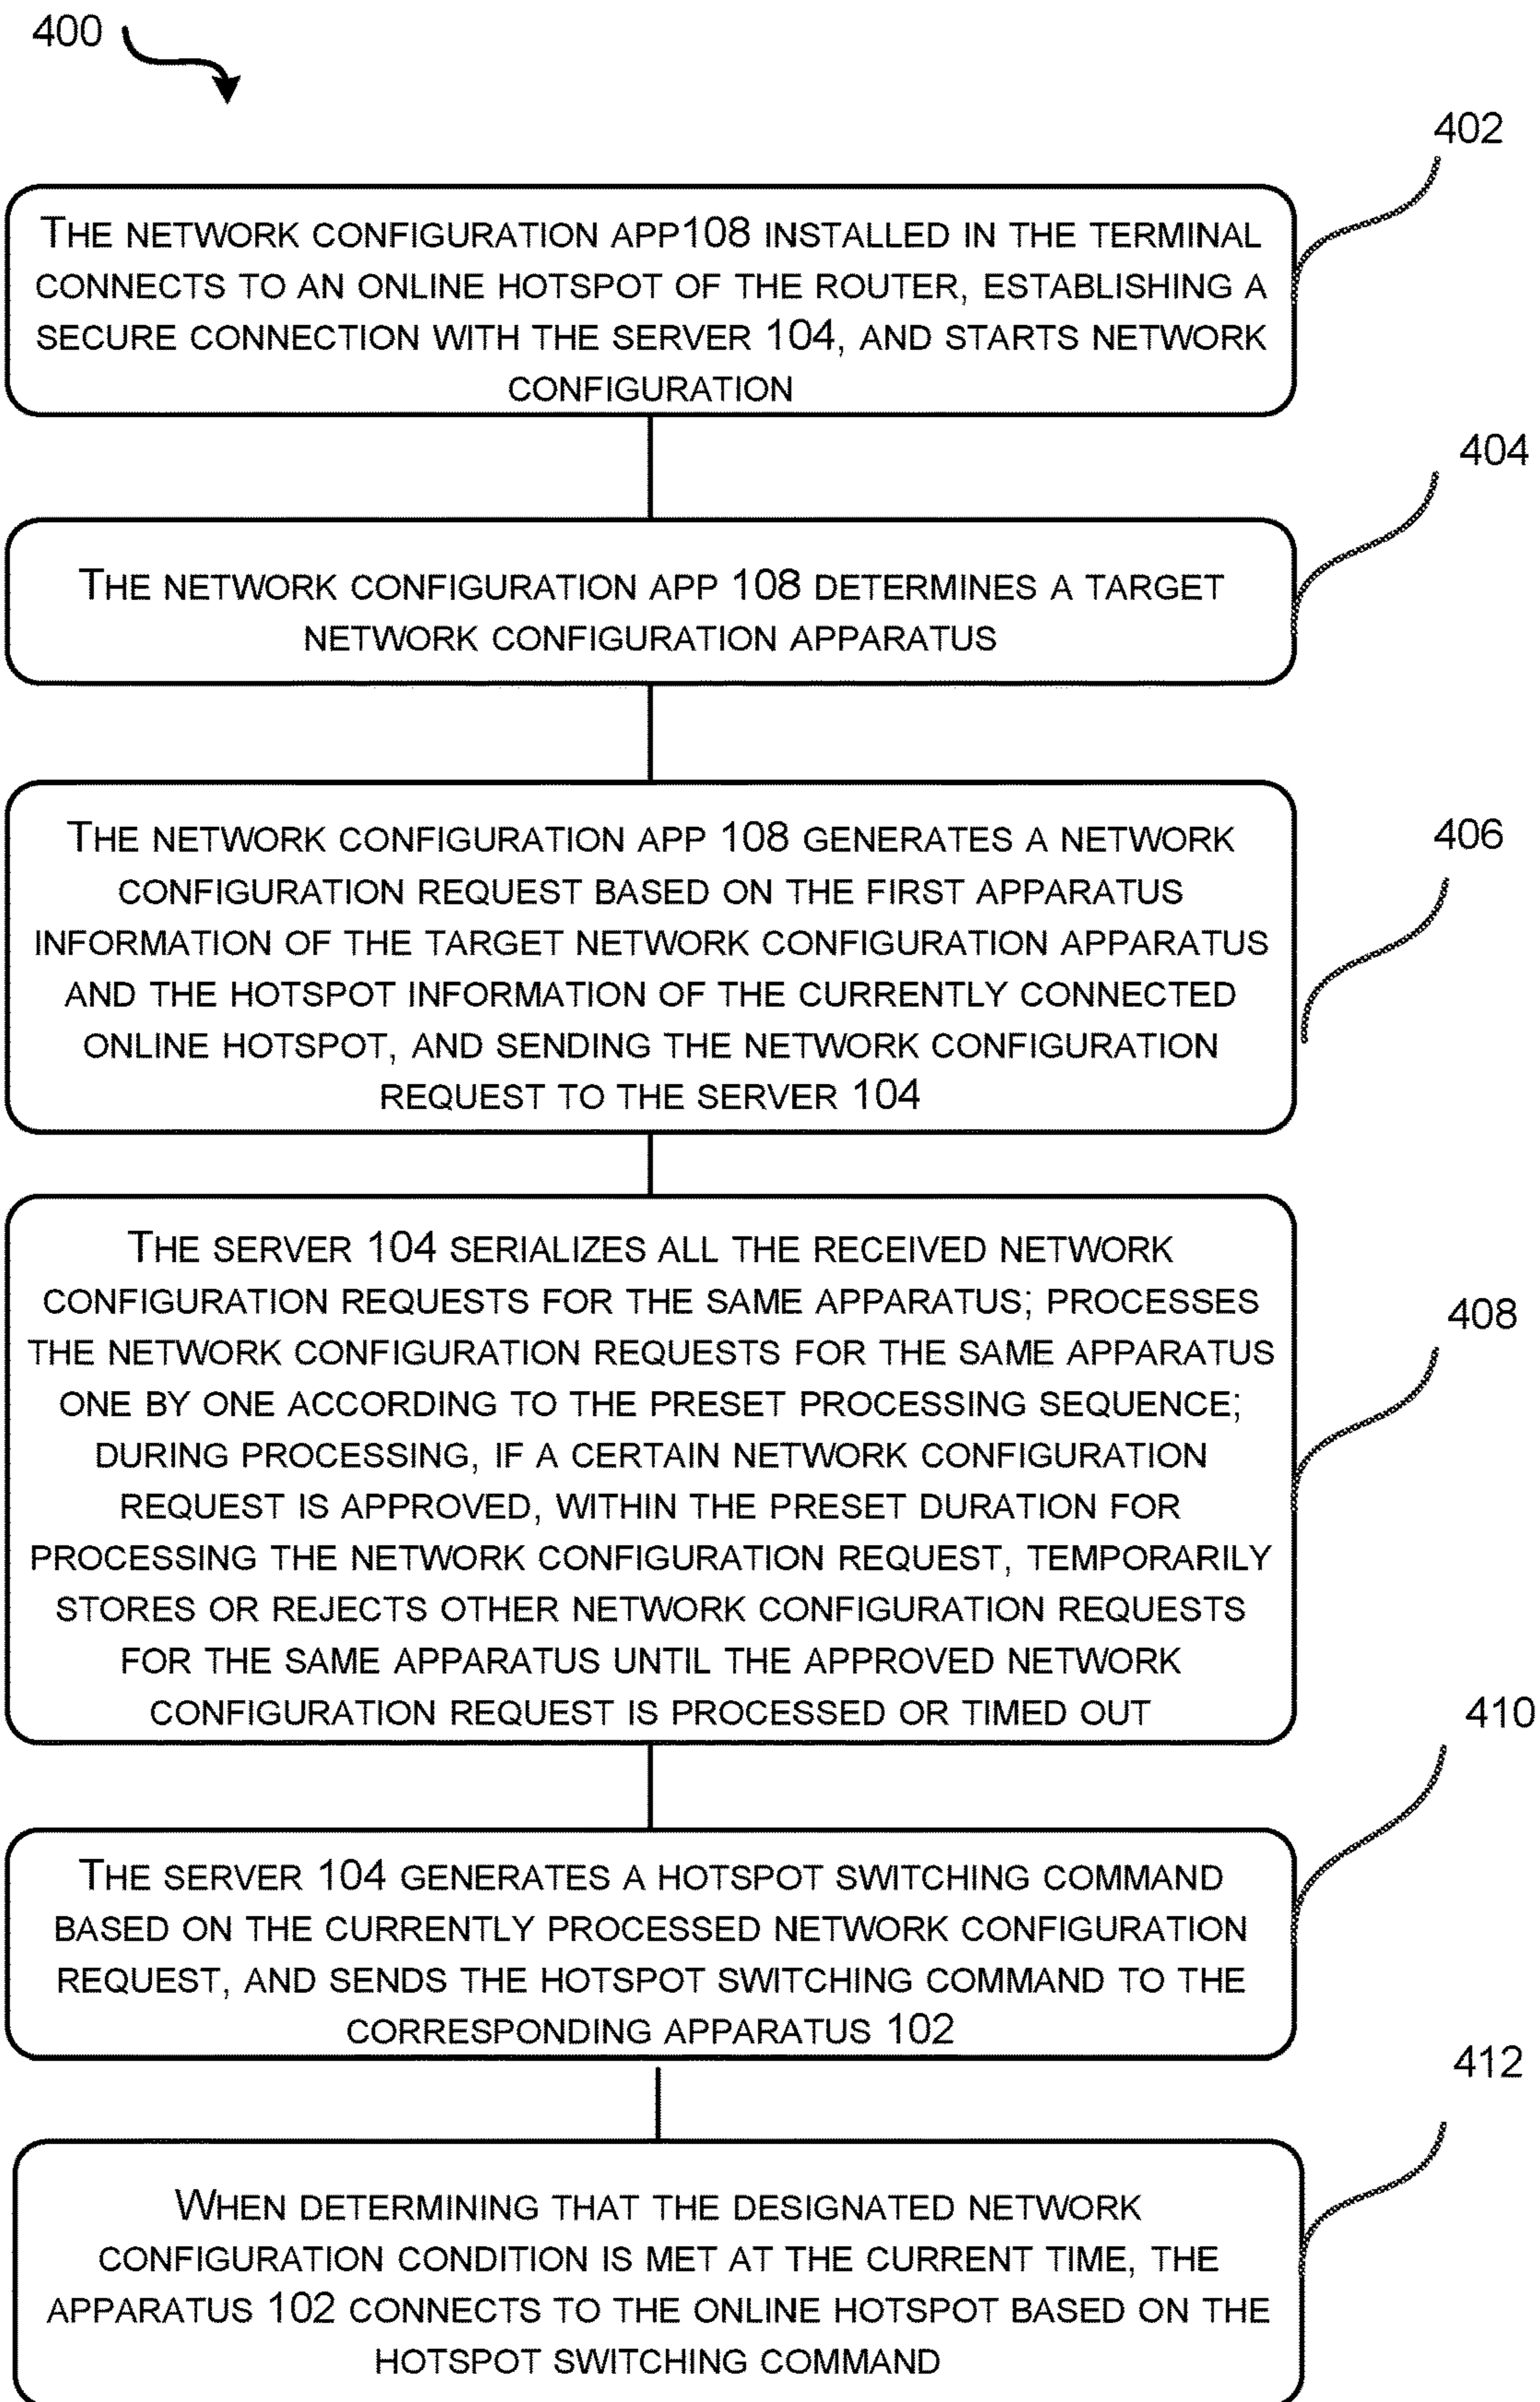 400
402
THE NETWORK CONFIGURATION APP108 INSTALLED IN THE TERMINAL
CONNECTS TO AN ONLINE HOTSPOT OF THE ROUTER, ESTABLISHING A
SECURE CONNECTION WITH THE SERVER 104, AND STARTS NETWORK
CONFIGURATION
404
THE NETWORK CONFIGURATION APP 108 DETERMINES A TARGET
NETWORK CONFIGURATION APPARATUS
406
THE NETWORK CONFIGURATION APP 108 GENERATES A NETWORK
CONFIGURATION REQUEST BASED ON THE FIRST APPARATUS
INFORMATION OF THE TARGET NETWORK CONFIGURATION APPARATUS
AND THE HOTSPOT INFORMATION OF THE CURRENTLY CONNECTED
ONLINE HOTSPOT, AND SENDING THE NETWORK CONFIGURATION
REQUEST TO THE SERVER 104
408
THE SERVER 104 SERIALIZES ALL THE RECEIVED NETWORK
CONFIGURATION REQUESTS FOR THE SAME APPARATUS; PROCESSES
THE NETWORK CONFIGURATION REQUESTS FOR THE SAME APPARATUS
ONE BY ONE ACCORDING TO THE PRESET PROCESSING SEQUENCE;
DURING PROCESSING, IF A CERTAIN NETWORK CONFIGURATION
REQUEST IS APPROVED, WITHIN THE PRESET DURATION FOR
PROCESSING THE NETWORK CONFIGURATION REQUEST, TEMPORARILY
STORES OR REJECTS OTHER NETWORK CONFIGURATION REQUESTS
FOR THE SAME APPARATUS UNTIL THE APPROVED NETWORK
CONFIGURATION REQUEST IS PROCESSED OR TIMED OUT
410
THE SERVER 104 GENERATES A HOTSPOT SWITCHING COMMAND
BASED ON THE CURRENTLY PROCESSED NETWORK CONFIGURATION
REQUEST, AND SENDS THE HOTSPOT SWITCHING COMMAND TO THE
CORRESPONDING APPARATUS 102
412
WHEN DETERMINING THAT THE DESIGNATED NETWORK
CONFIGURATION CONDITION IS MET AT THE CURRENT TIME, THE
APPARATUS 102 CONNECTS TO THE ONLINE HOTSPOT BASED ON THE
HOTSPOT SWITCHING COMMAND